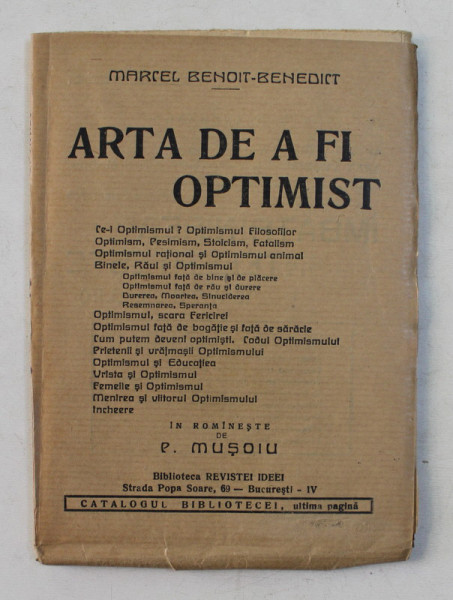 MARCEL BENOIT-BENEDICT
ARTA DE A FI
OPTIMIST
Ce-i Optimismul? Optimismul Filosofilor
Optimism, Pesimism, Stoicism, Fatalism
Optimismul rațional și Optimismul animal
Binele, Răul și Optimismul
Optimismul față de bine și de plăcere
Optimismul față de rău și durere
Durerea, Moartea, Sinuciderea
Resemnarea, Speranța
Optimismul, scara Fericirei
Optimismul față de bogăție și față de sărăcie
Cum putem deveni optimiști. Codul Optimismului
Prietenii și vrăjmașii Optimismului
Optimismul și Educația
Vrîsta și Optimismul
Femeile și Optimismul
Menirea și viitorul Optimismului
Incheere
ÎN ROMÎNEȘTE
DE
P. MUȘOIU
Biblioteca REVISTEI IDEEI
Strada Popa Soare, 69 — București - IV
CATALOGUL BIBLIOTECEI, ultima pagină